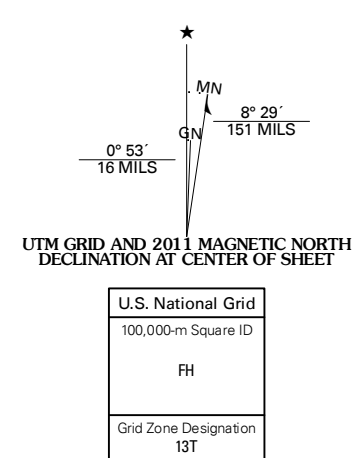 ★
MN
8° 29´
151 MILS
GN
0° 53´
16 MILS
UTM GRID AND 2011 MAGNETIC NORTH
DECLINATION AT CENTER OF SHEET
U.S. National Grid
100,000-m Square ID
FH
Grid Zone Designation
13T